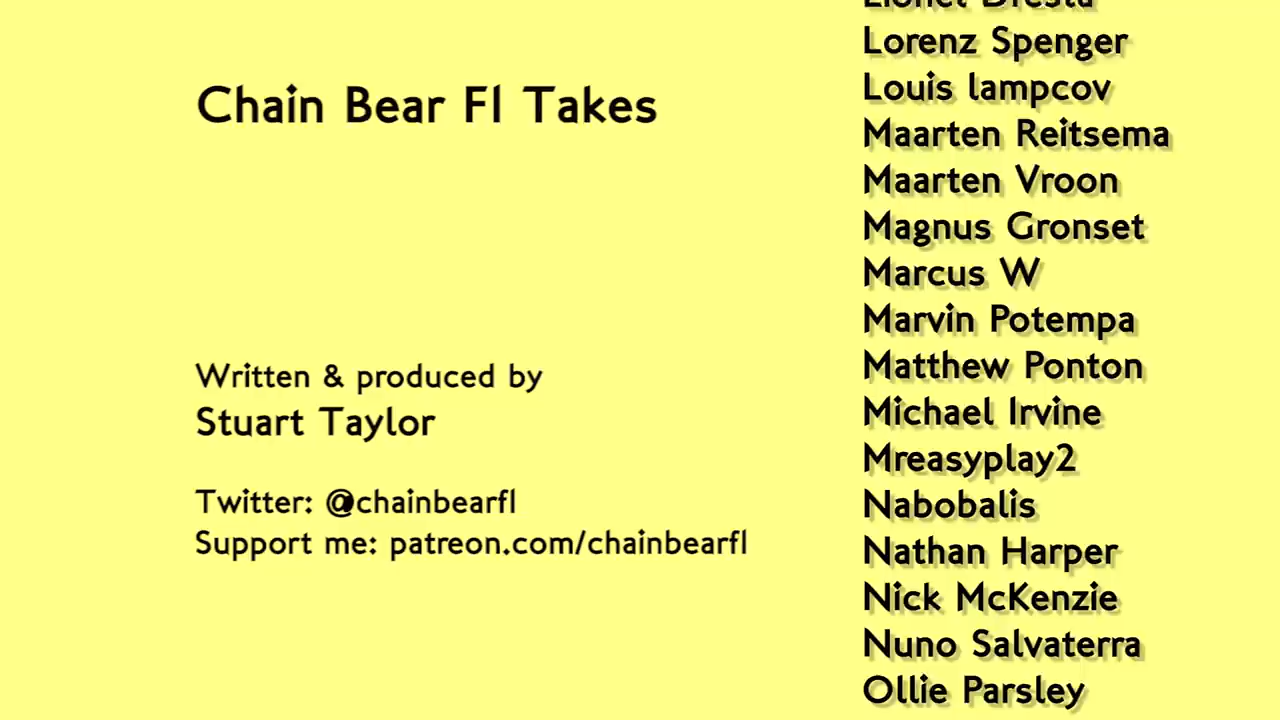 Chain Bear F1 Takes
Written & produced by
Stuart Taylor
Twitter: @chainbearf1
Support me: patreon.com/chainbearf1
Lorenz Spenger
Louis lampcov
Maarten Reitsema
Maarten Vroon
Magnus Gronset
Marcus W
Marvin Potempa
Matthew Ponton
Michael Irvine
Mreasyplay2
Nabobalis
Nathan Harper
Nick McKenzie
Nuno Salvaterra
Ollie Parsley